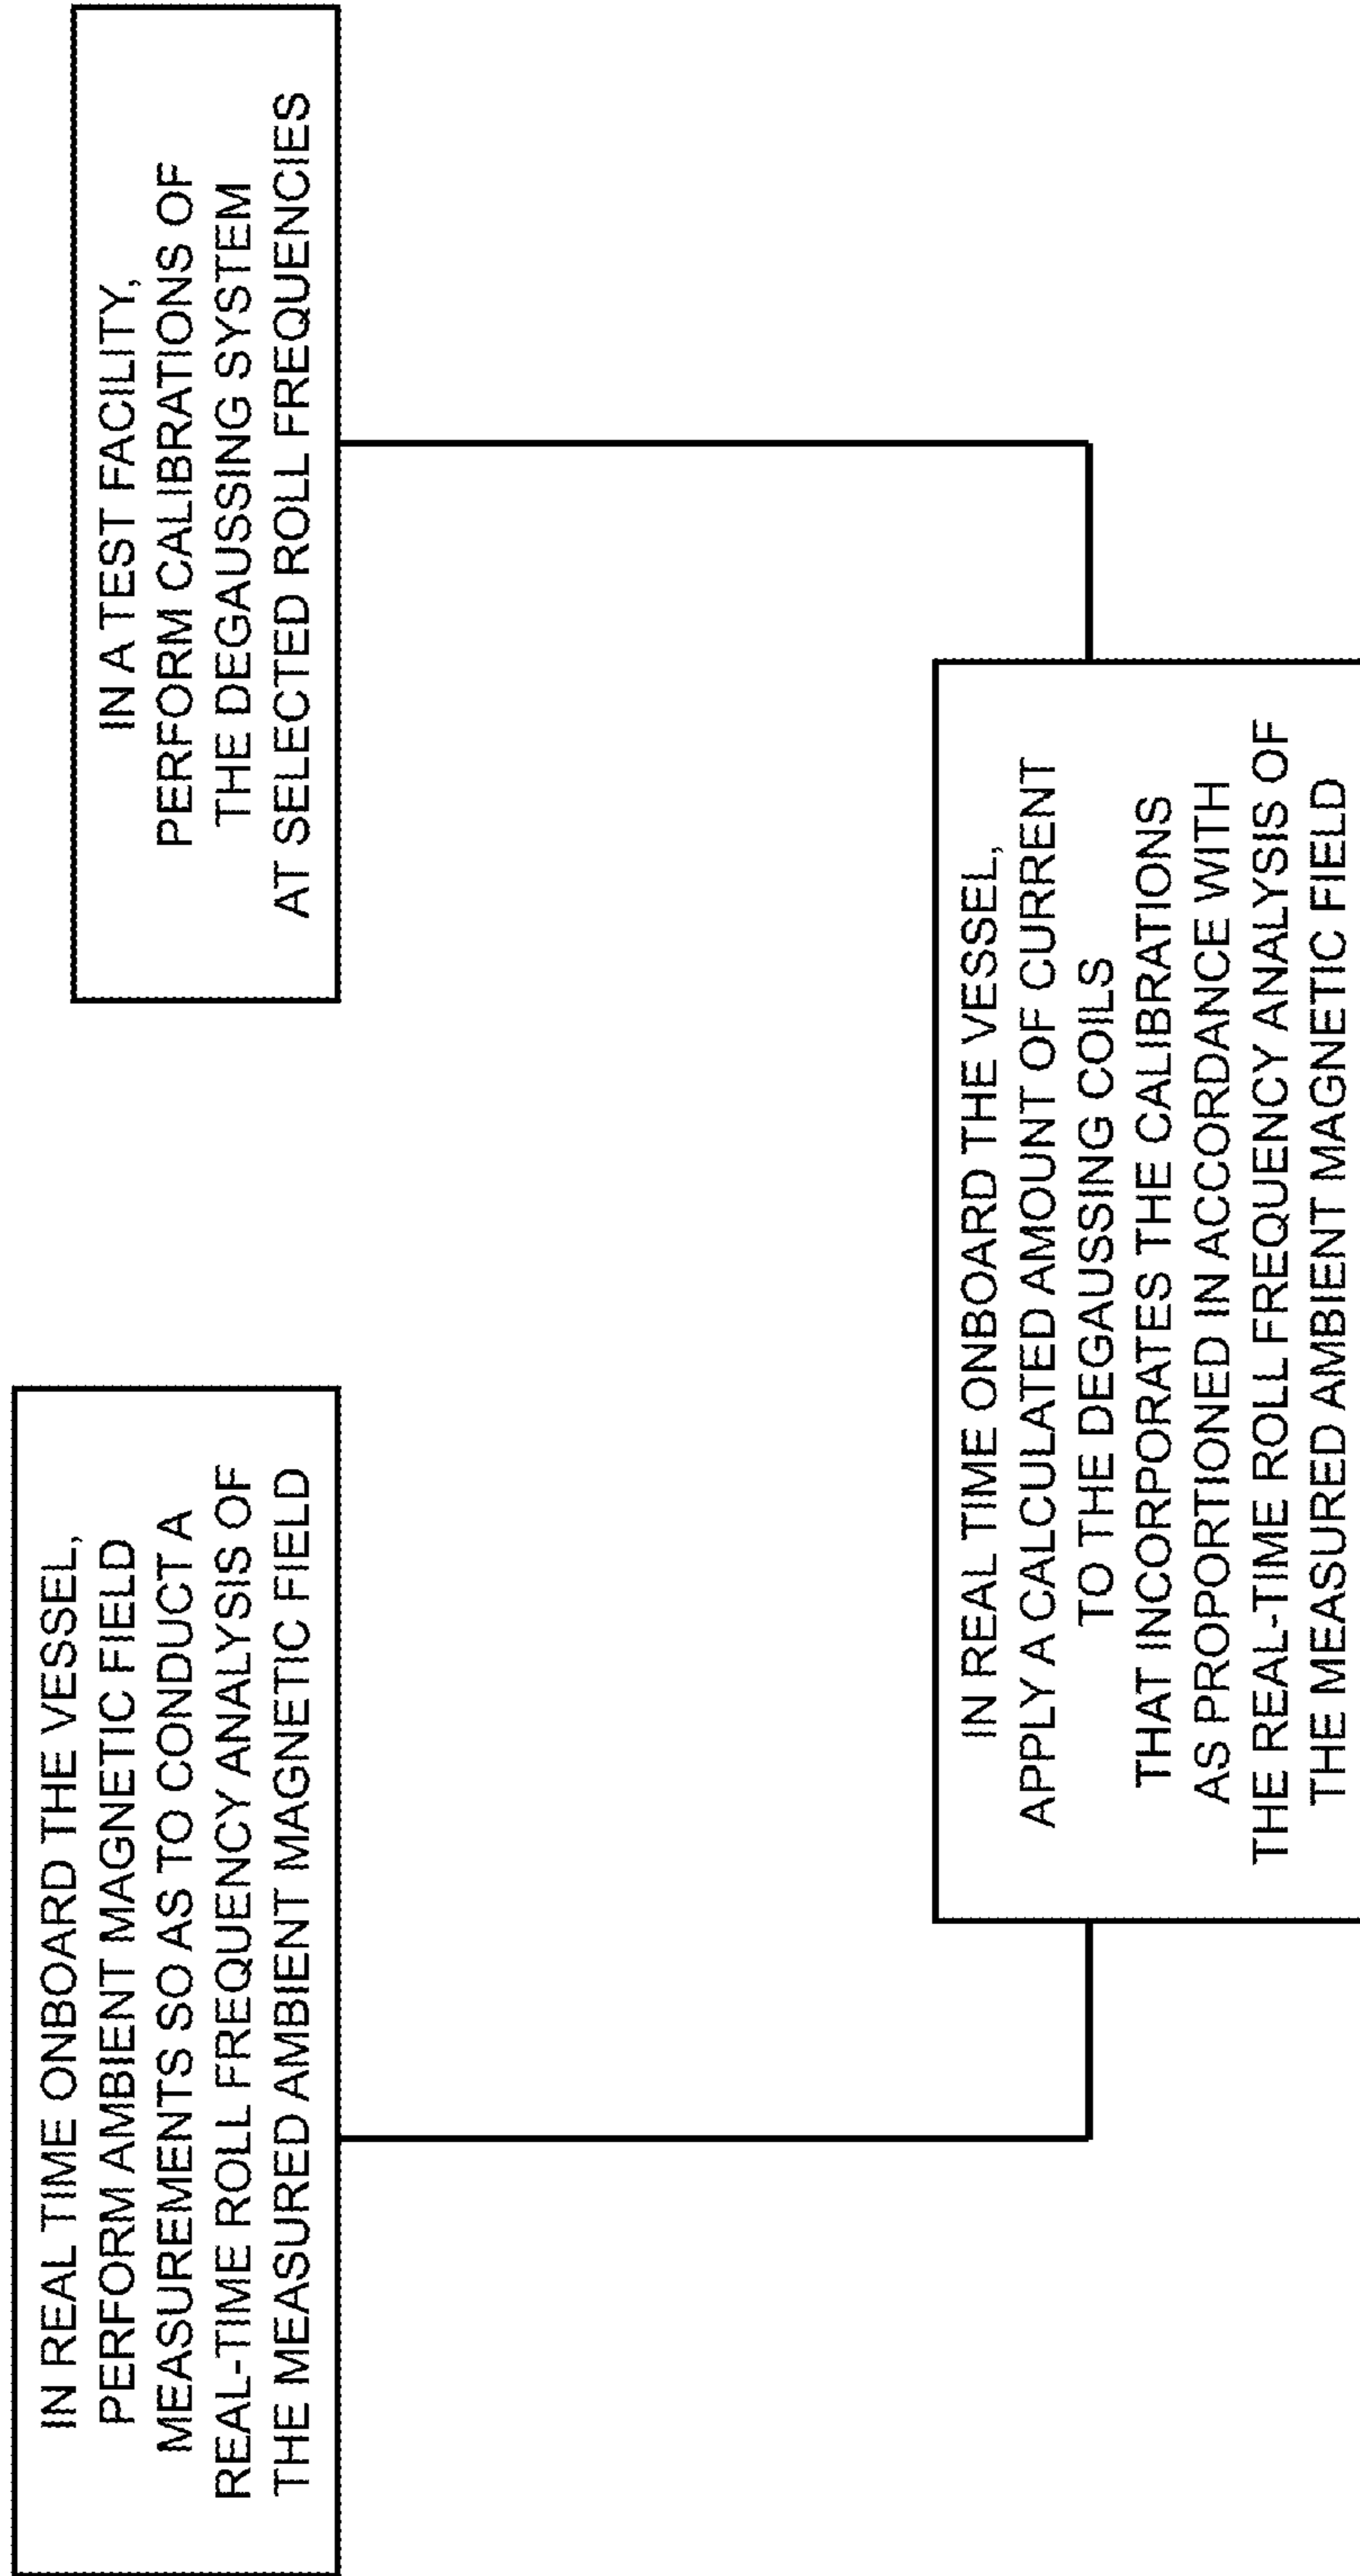 IN REAL TIME ONBOARD THE VESSEL,
PERFORM AMBIENT MAGNETIC FIELD
MEASUREMENTS SO AS TO CONDUCT A
REAL-TIME ROLL FREQUENCY ANALYSIS OF
THE MEASURED AMBIENT MAGNETIC FIELD
IN A TEST FACILITY,
PERFORM CALIBRATIONS OF
THE DEGAUSSING SYSTEM
AT SELECTED ROLL FREQUENCIES
IN REAL TIME ONBOARD THE VESSEL,
APPLY A CALCULATED AMOUNT OF CURRENT
TO THE DEGAUSSING COILS
THAT INCORPORATES THE CALIBRATIONS
AS PROPORTIONED IN ACCORDANCE WITH
THE REAL-TIME ROLL FREQUENCY ANALYSIS OF
THE MEASURED AMBIENT MAGNETIC FIELD